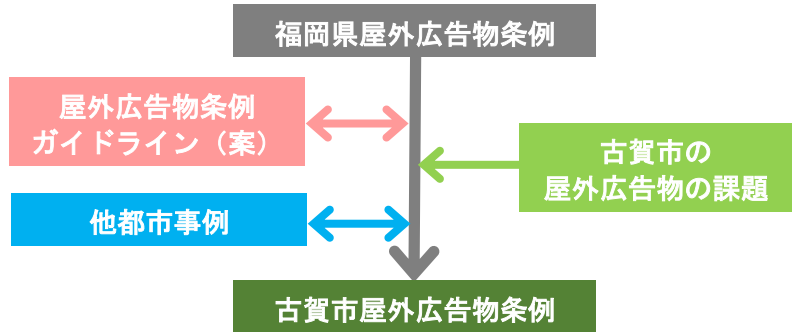 福岡県屋外広告物条例
屋外広告物条例
ガイドライン（案）
古賀市の
屋外広告物の課題
他都市事例
古賀市屋外広告物条例